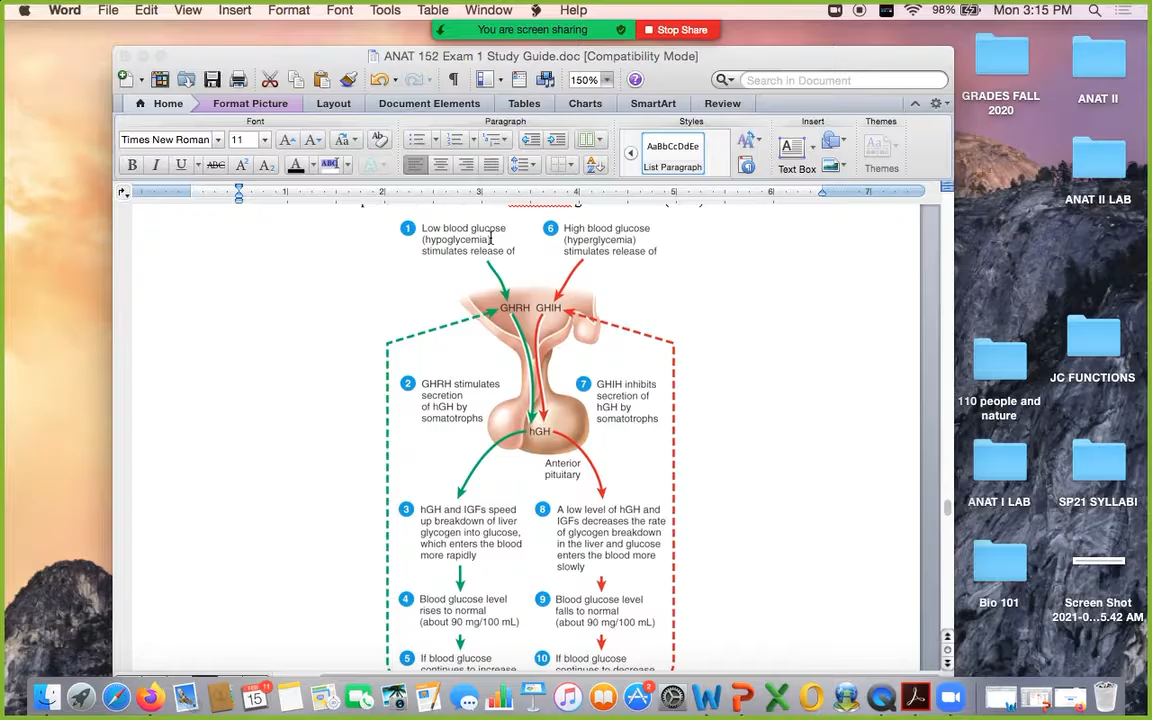 Word File Edit View Insert Format Font Tools Table Window Help 98% Mon 3:15 PM
You are screen sharing Stop Share
ANAT 152 Exam 1 Study Guide.doc [Compatibility Mode]
150% Search in Document
Home Format Picture Layout Document Elements Tables Charts SmartArt Review
Font Paragraph Styles Insert Themes
Times New Roman 11
AaBbCcDdEe
List Paragraph
Text Box
Themes
1 Low blood glucose
(hypoglycemia)
stimulates release of
6 High blood glucose
(hyperglycemia)
stimulates release of
GHRH GHIH
2 GHRH stimulates
secretion
of hGH by
somatotrophs
7 GHIH inhibits
secretion of
hGH by
somatotrophs
hGH
Anterior
pituitary
3 hGH and IGFs speed
up breakdown of liver
glycogen into glucose,
which enters the blood
more rapidly
8 A low level of hGH and
IGFs decreases the rate
of glycogen breakdown
in the liver and glucose
enters the blood more
slowly
4 Blood glucose level
rises to normal
(about 90 mg/100 mL)
9 Blood glucose level
falls to normal
(about 90 mg/100 mL)
5 If blood glucose
continues to increase
10 If blood glucose
continues to decrease
GRADES FALL
2020
ANAT II
ANAT II LAB
JC FUNCTIONS
110 people and
nature
ANAT I LAB
SP21 SYLLABI
Bio 101
Screen Shot
2021-0...5.42 AM